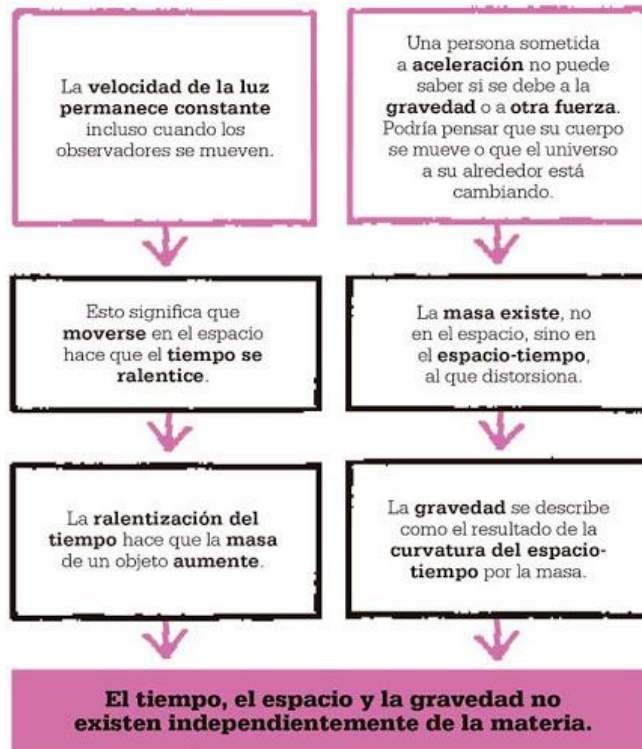 La velocidad de la luz
permanece constante
incluso cuando los
observadores se mueven.
Una persona sometida
a aceleración no puede
saber si se debe a la
gravedad o a otra fuerza.
Podría pensar que su cuerpo
se mueve o que el universo
a su alrededor está
cambiando.
Esto significa que
moverse en el espacio
hace que el tiempo se
ralentice.
La masa existe, no
en el espacio, sino en
el espacio-tiempo,
al que distorsiona.
La ralentización del
tiempo hace que la masa
de un objeto aumente.
La gravedad se describe
como el resultado de la
curvatura del espacio-
tiempo por la masa.
El tiempo, el espacio y la gravedad no
existen independientemente de la materia.